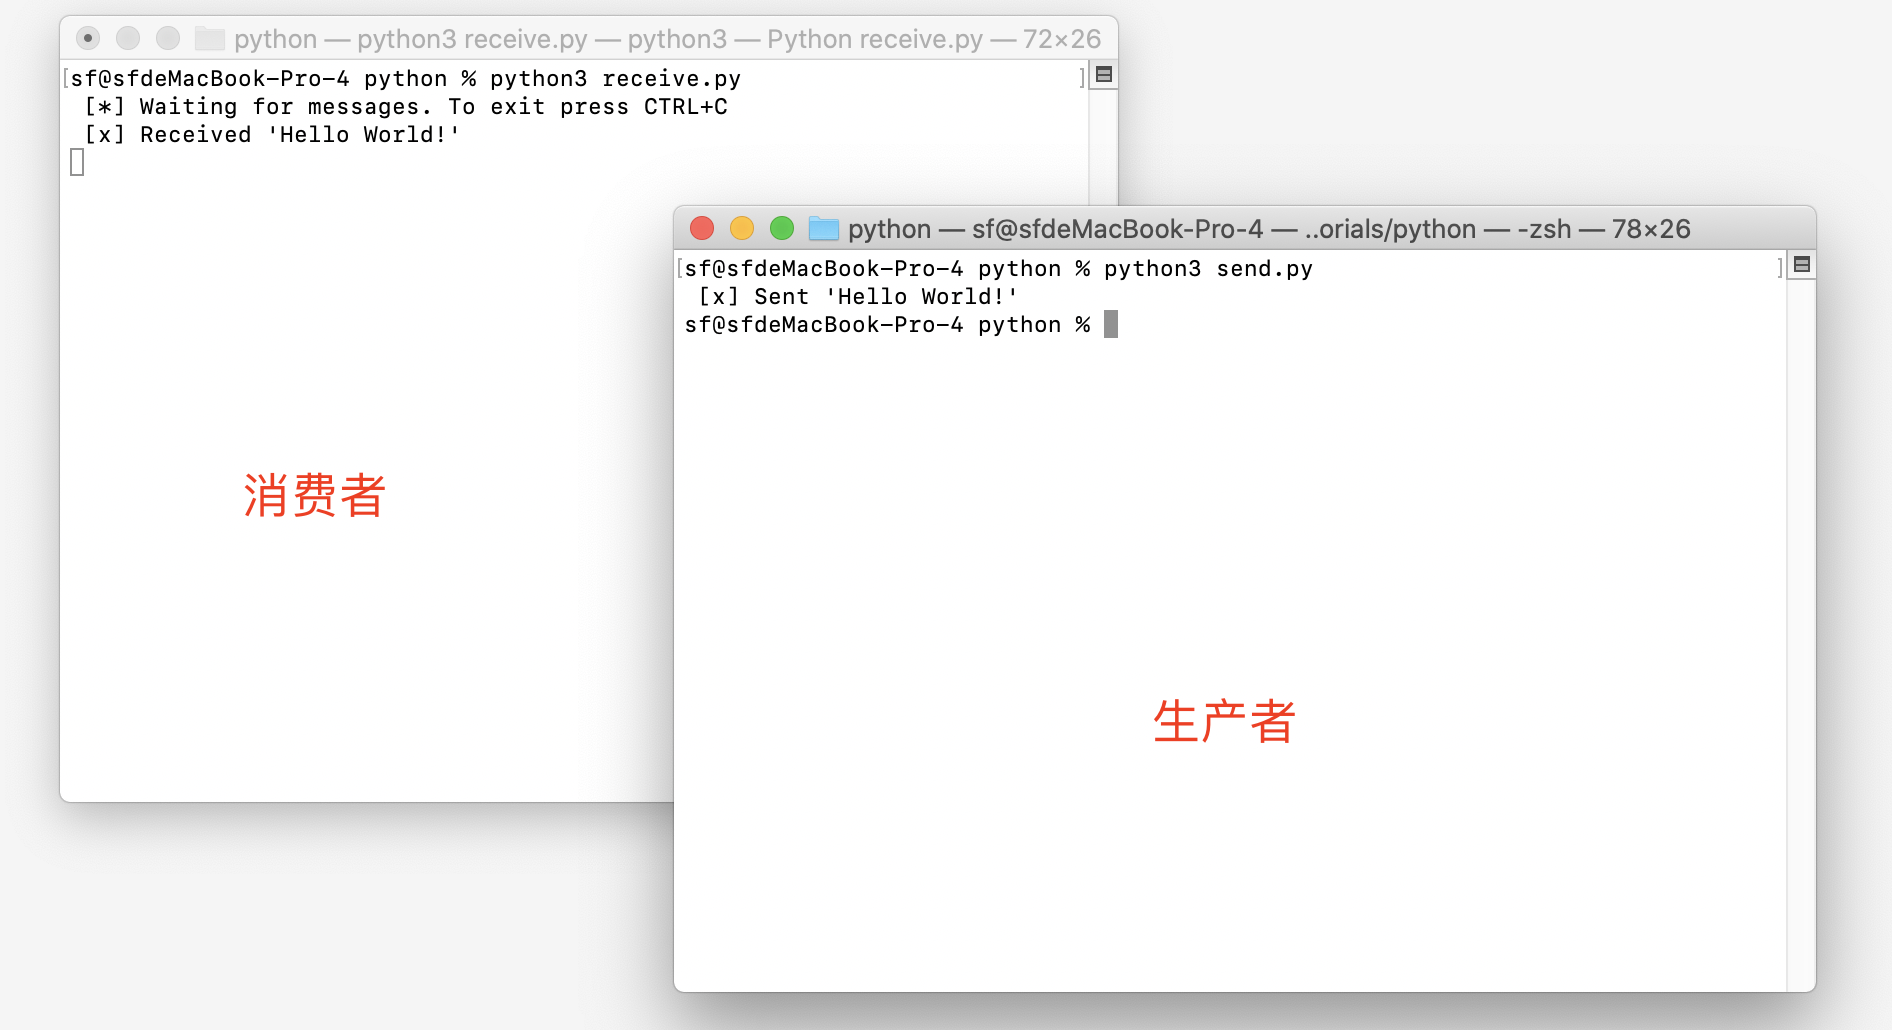 python — python3 receive.py — python3 — Python receive.py — 72×26
[sf@sfdeMacBook-Pro-4 python % python3 receive.py ]
[*] Waiting for messages. To exit press CTRL+C
[x] Received 'Hello World!'
消费者
python — sf@sfdeMacBook-Pro-4 — ..orials/python — -zsh — 78×26
[sf@sfdeMacBook-Pro-4 python % python3 send.py ]
[x] Sent 'Hello World!'
sf@sfdeMacBook-Pro-4 python %
生产者